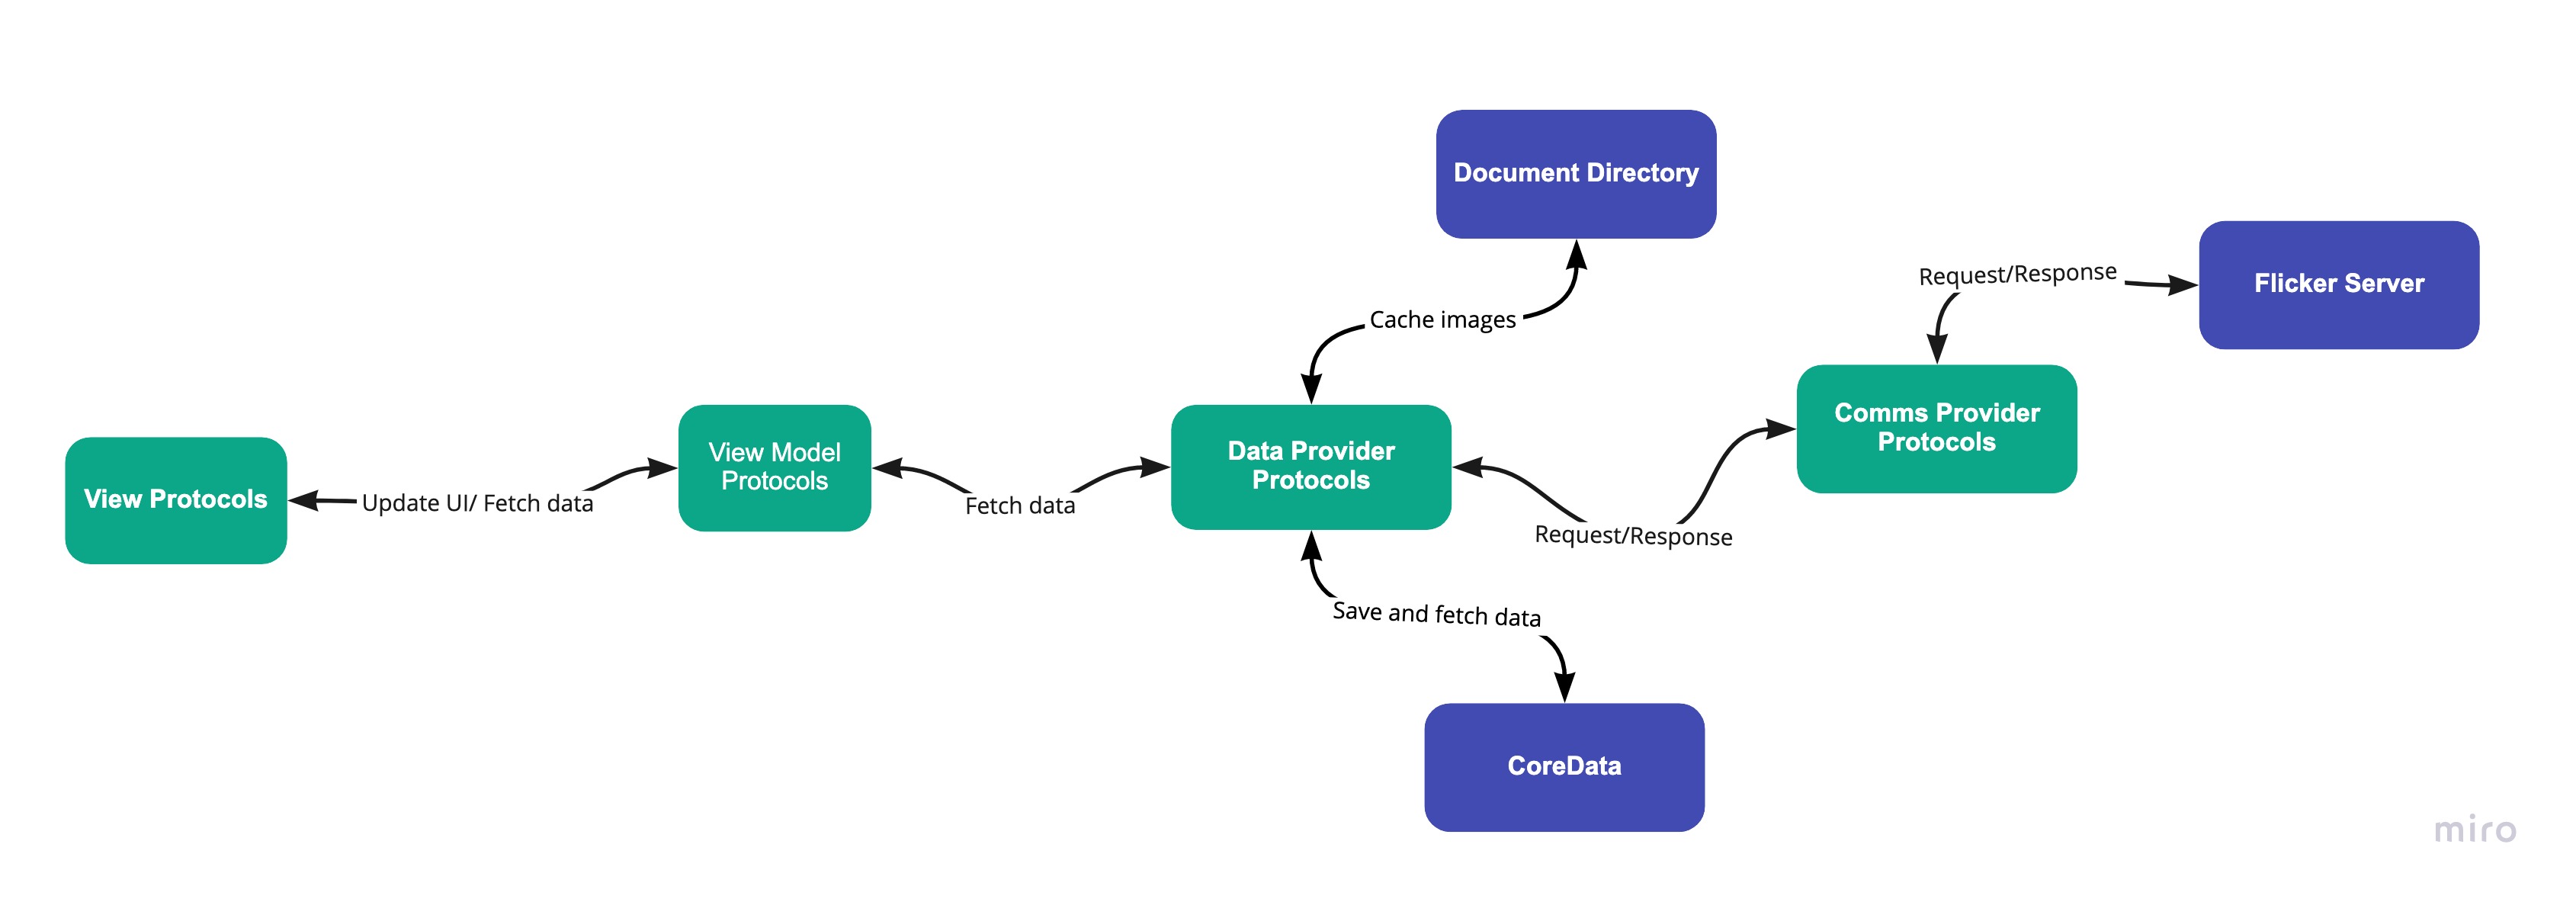 Document Directory
Flicker Server
Request/Response
Cache images
Comms Provider
Protocols
View Model
Protocols
Data Provider
Protocols
View Protocols
Update UI/ Fetch data
Fetch data
Request/Response
Save and fetch data
CoreData
miro